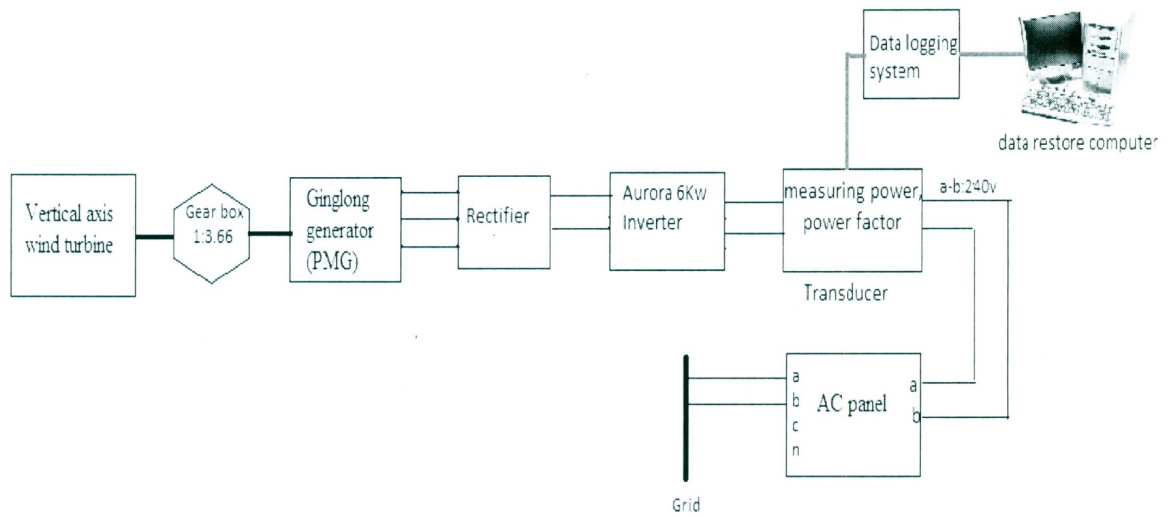 Data logging
system
data restore computer
Vertical axis
wind turbine
Gear box
1:3.66
Ginglong
generator
(PMG)
Rectifier
Aurora 6Kw
Inverter
measuring power,
power factor
a-b:240v
Transducer
a
b
c
n
AC panel
a
b
Grid